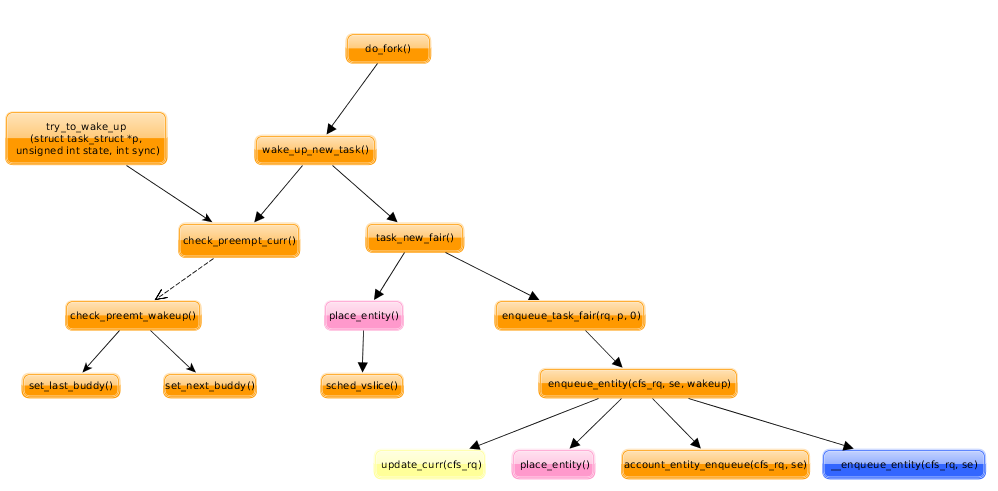 do_fork()
try_to_wake_up
(struct task_struct *p,
unsigned int state, int sync)
wake_up_new_task()
check_preempt_curr()
task_new_fair()
check_preemt_wakeup()
place_entity()
enqueue_task_fair(rq, p, 0)
set_last_buddy()
set_next_buddy()
sched_vslice()
enqueue_entity(cfs_rq, se, wakeup)
update_curr(cfs_rq)
place_entity()
account_entity_enqueue(cfs_rq, se)
__enqueue_entity(cfs_rq, se)